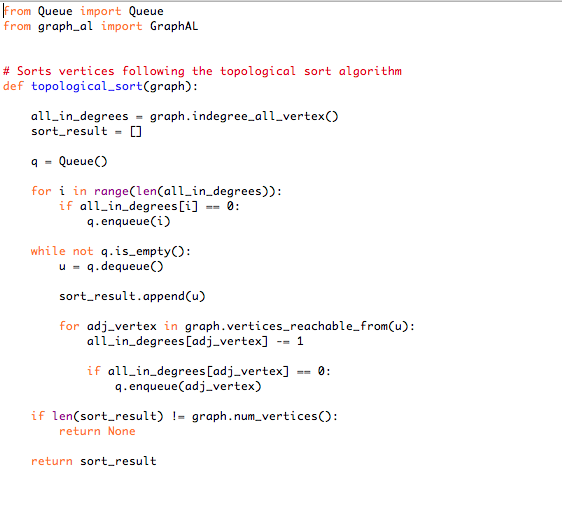 from Queue import Queue
from graph_al import GraphAL
# Sorts vertices following the topological sort algorithm
def topological_sort(graph):
all_in_degrees = graph.indegree_all_vertex()
sort_result = []
q = Queue()
for i in range(len(all_in_degrees)):
if all_in_degrees[i] == 0:
q.enqueue(i)
while not q.is_empty():
u = q.dequeue()
sort_result.append(u)
for adj_vertex in graph.vertices_reachable_from(u):
all_in_degrees[adj_vertex] -= 1
if all_in_degrees[adj_vertex] == 0:
q.enqueue(adj_vertex)
if len(sort_result) != graph.num_vertices():
return None
return sort_result